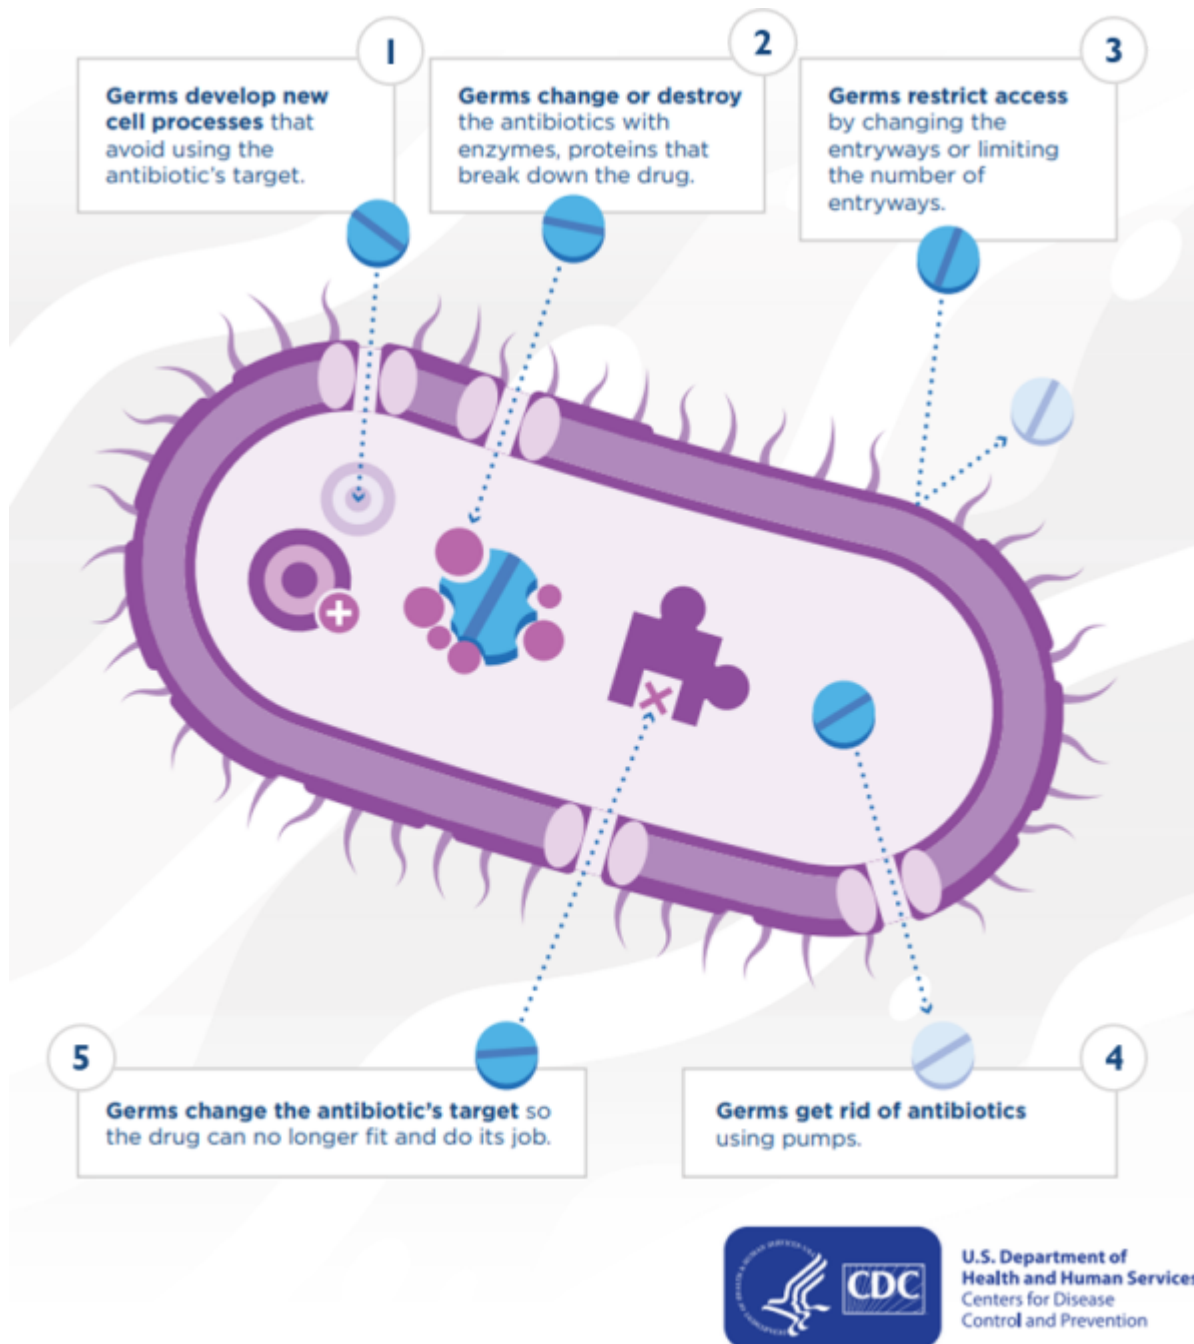 1
Germs develop new
cell processes that
avoid using the
antibiotic's target.
2
Germs change or destroy
the antibiotics with
enzymes, proteins that
break down the drug.
3
Germs restrict access
by changing the
entryways or limiting
the number of
entryways.
5
Germs change the antibiotic's target so
the drug can no longer fit and do its job.
4
Germs get rid of antibiotics
using pumps.
CDC
U.S. Department of
Health and Human Services
Centers for Disease
Control and Prevention